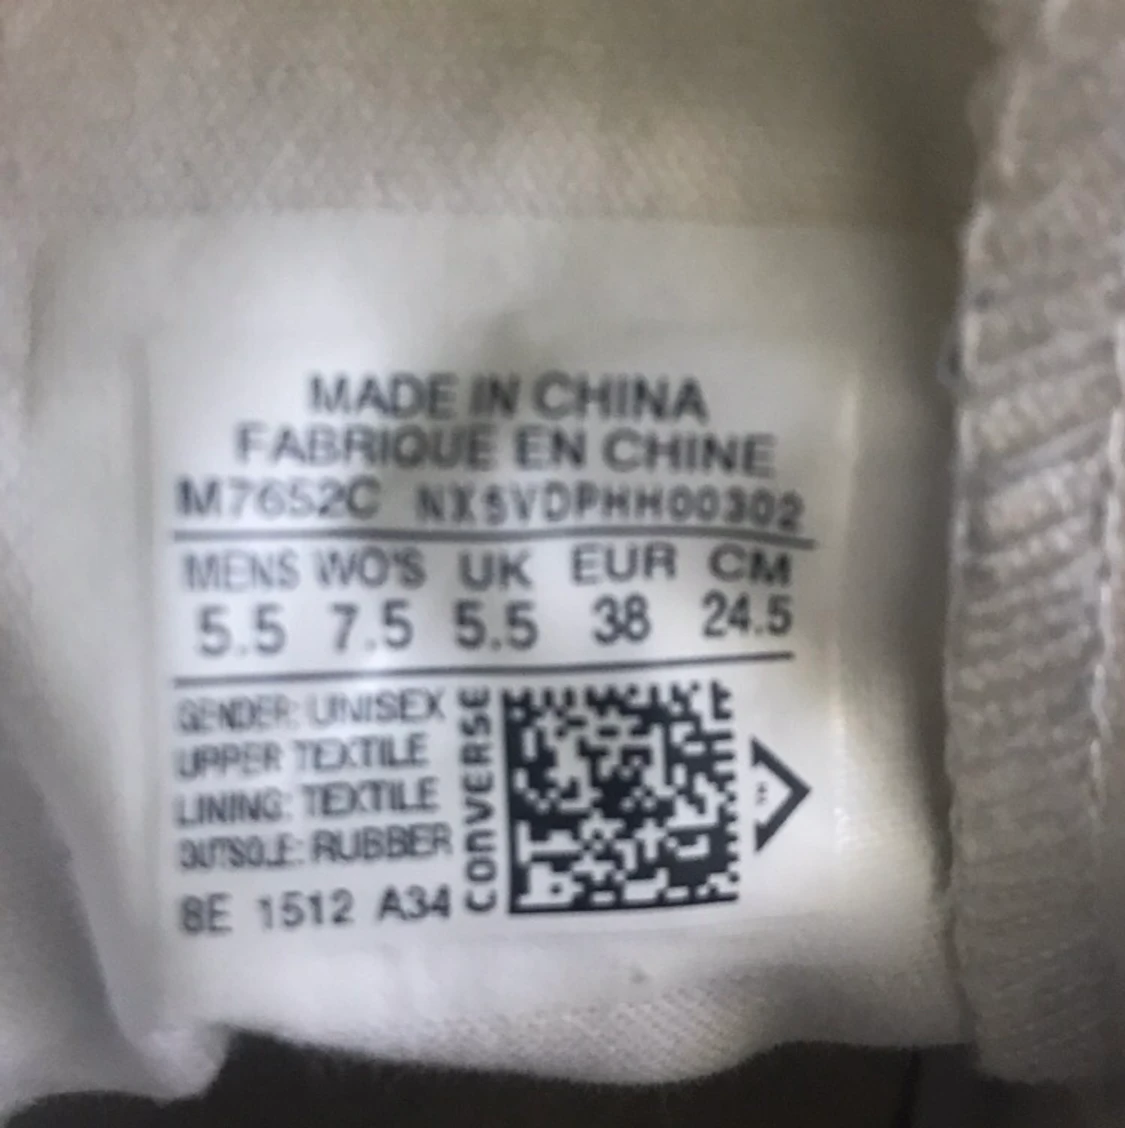 MADE IN CHINA
FABRIQUE EN CHINE
M7652C NX5VDPHH00302
MENS WO'S UK EUR CM
5.5 7.5 5.5 38 24.5
GENDER: UNISEX
UPPER TEXTILE
LINING: TEXTILE
OUTSOLE: RUBBER
8E 1512 A34
CONVERSE